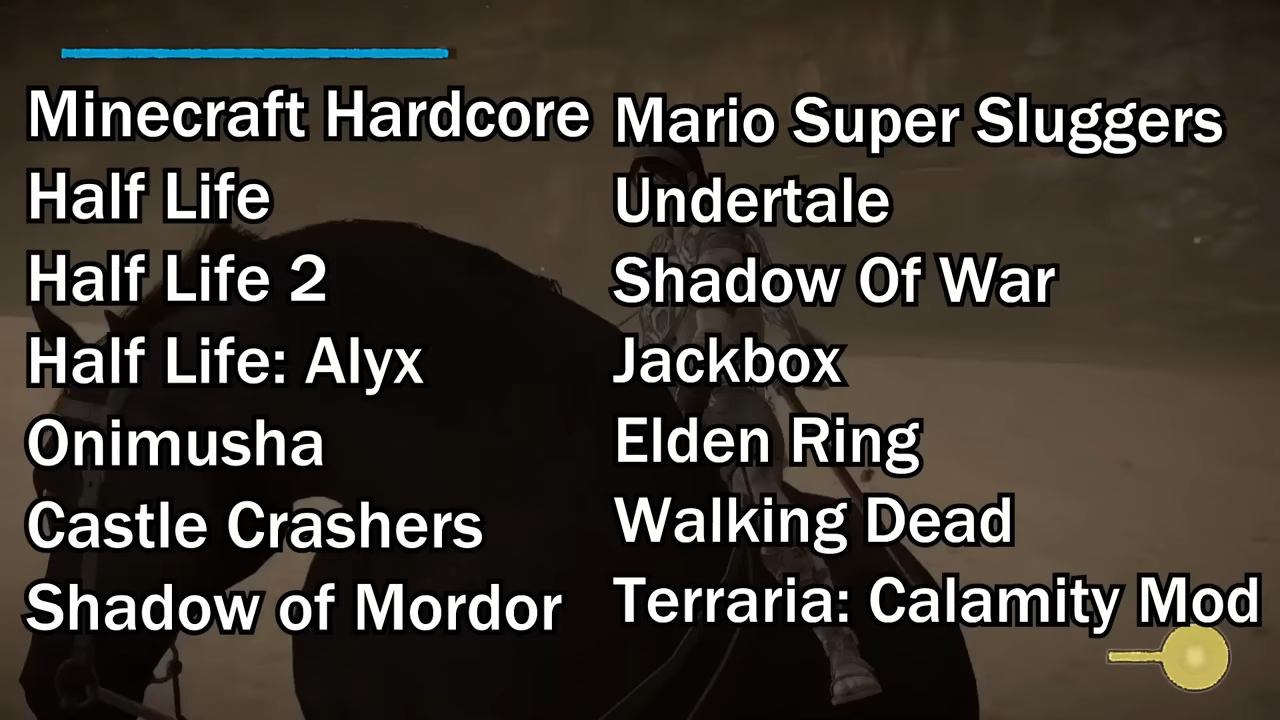 Minecraft Hardcore
Half Life
Half Life 2
Half Life: Alyx
Onimusha
Castle Crashers
Shadow of Mordor
Mario Super Sluggers
Undertale
Shadow Of War
Jackbox
Elden Ring
Walking Dead
Terraria: Calamity Mod